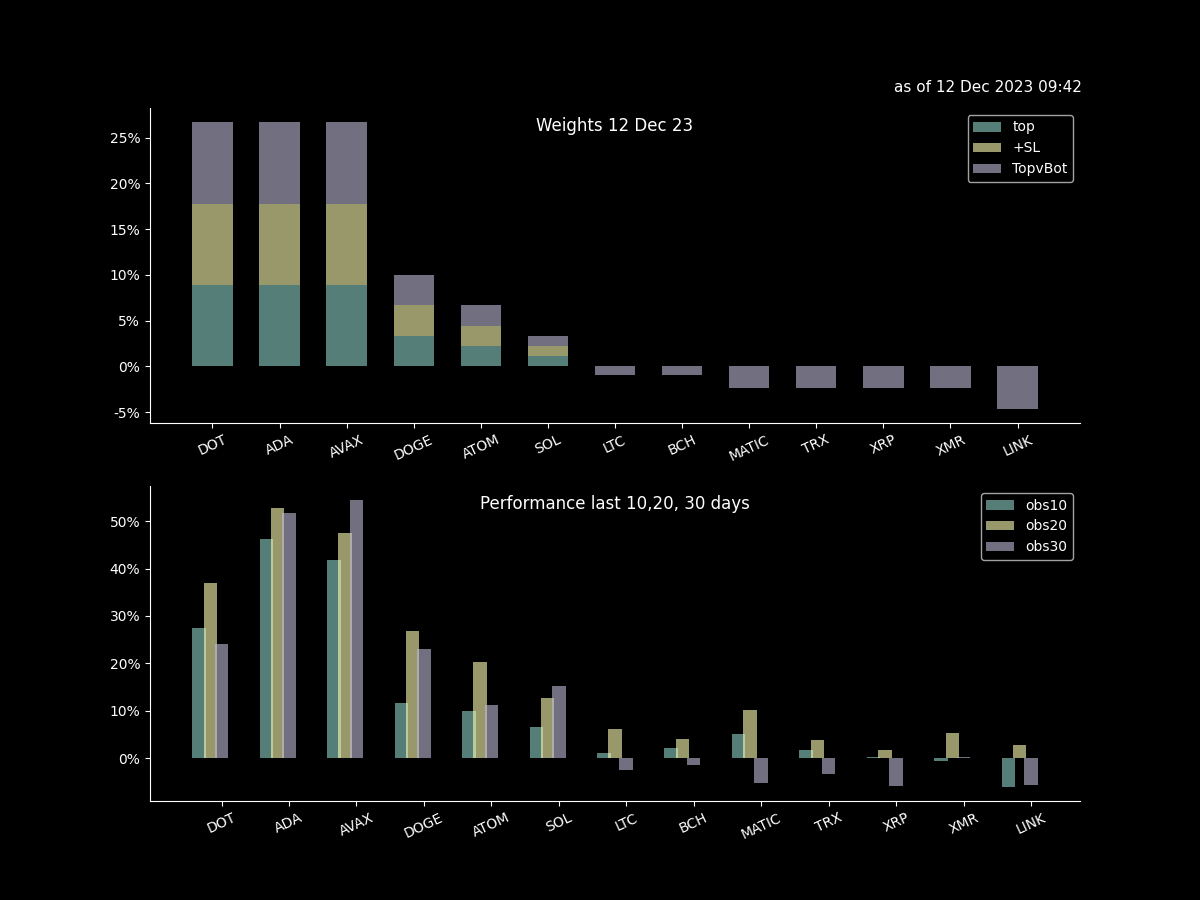 as of 12 Dec 2023 09:42
Weights 12 Dec 23
top
+SL
TopvBot
25%
20%
15%
10%
5%
0%
-5%
DOT ADA AVAX DOGE ATOM SOL LTC BCH MATIC TRX XRP XMR LINK
Performance last 10,20, 30 days
obs10
obs20
obs30
50%
40%
30%
20%
10%
0%
DOT ADA AVAX DOGE ATOM SOL LTC BCH MATIC TRX XRP XMR LINK